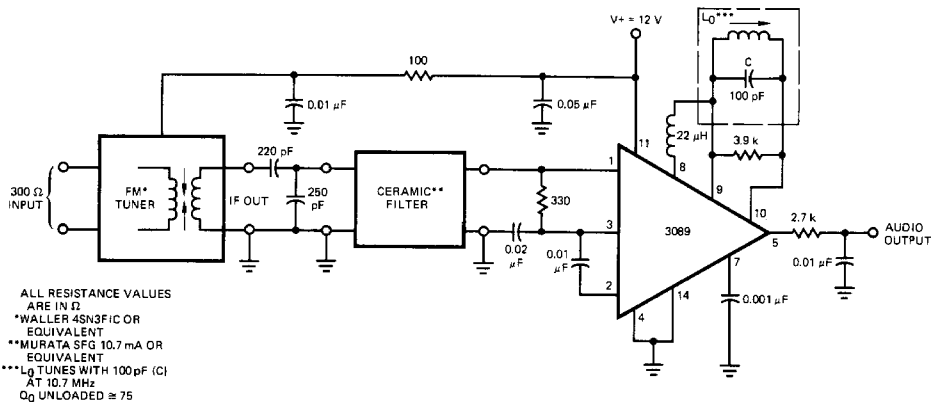 V+ = 12 V
L₀***
100
C
100 pF
0.01 µF
0.05 µF
22 µH
3.9 k
11
8
9
10
220 pF
1
300 Ω
INPUT
FM*
TUNER
IF OUT
250
pF
CERAMIC**
FILTER
330
3
3089
2.7 k
5
AUDIO
OUTPUT
0.02
µF
0.01
µF
2
14
4
7
0.01 µF
0.001 µF
ALL RESISTANCE VALUES
ARE IN Ω
*WALLER 4SN3FIC OR
EQUIVALENT
**MURATA SFG 10.7 mA OR
EQUIVALENT
***L₀ TUNES WITH 100 pF (C)
AT 10.7 MHz
Q₀ UNLOADED ≅ 75